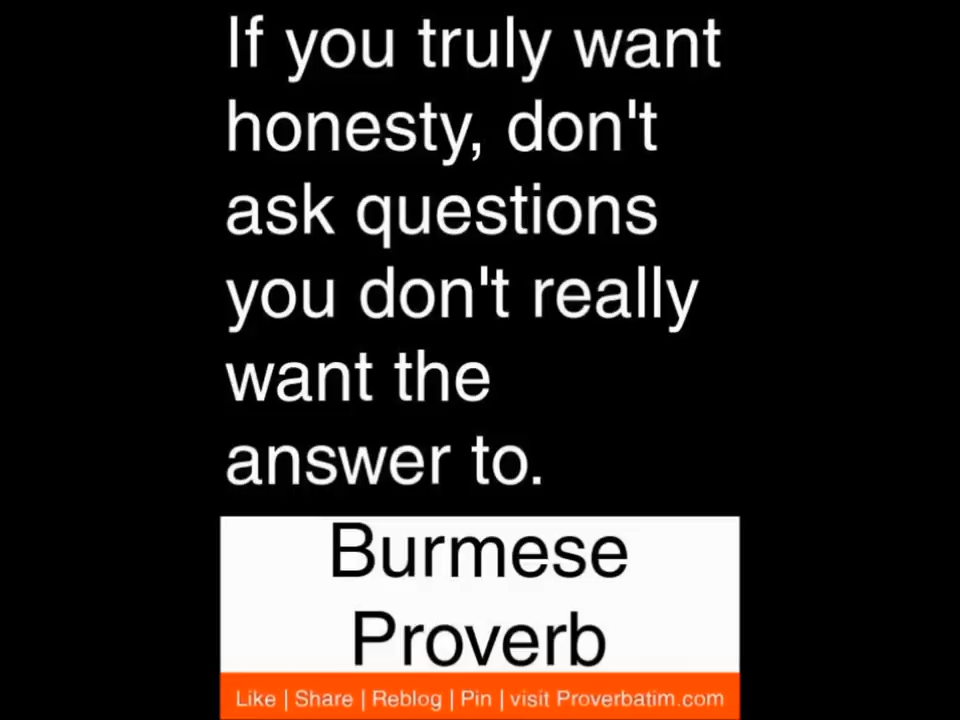 If you truly want
honesty, don't
ask questions
you don't really
want the
answer to.
Burmese
Proverb
Like | Share | Reblog | Pin | visit Proverbatim.com